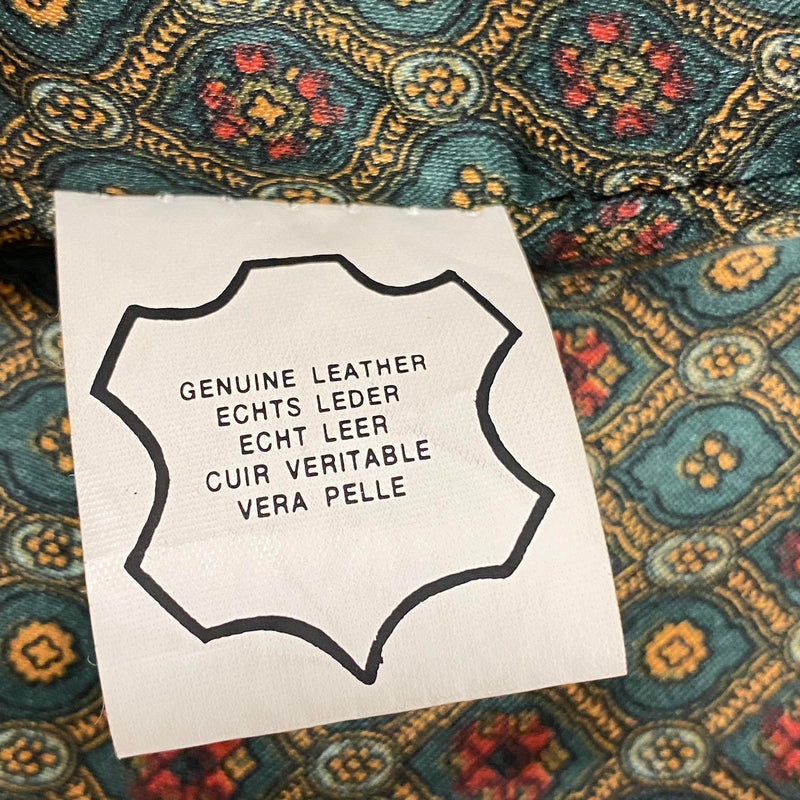 GENUINE LEATHER
ECHTS LEDER
ECHT LEER
CUIR VERITABLE
VERA PELLE